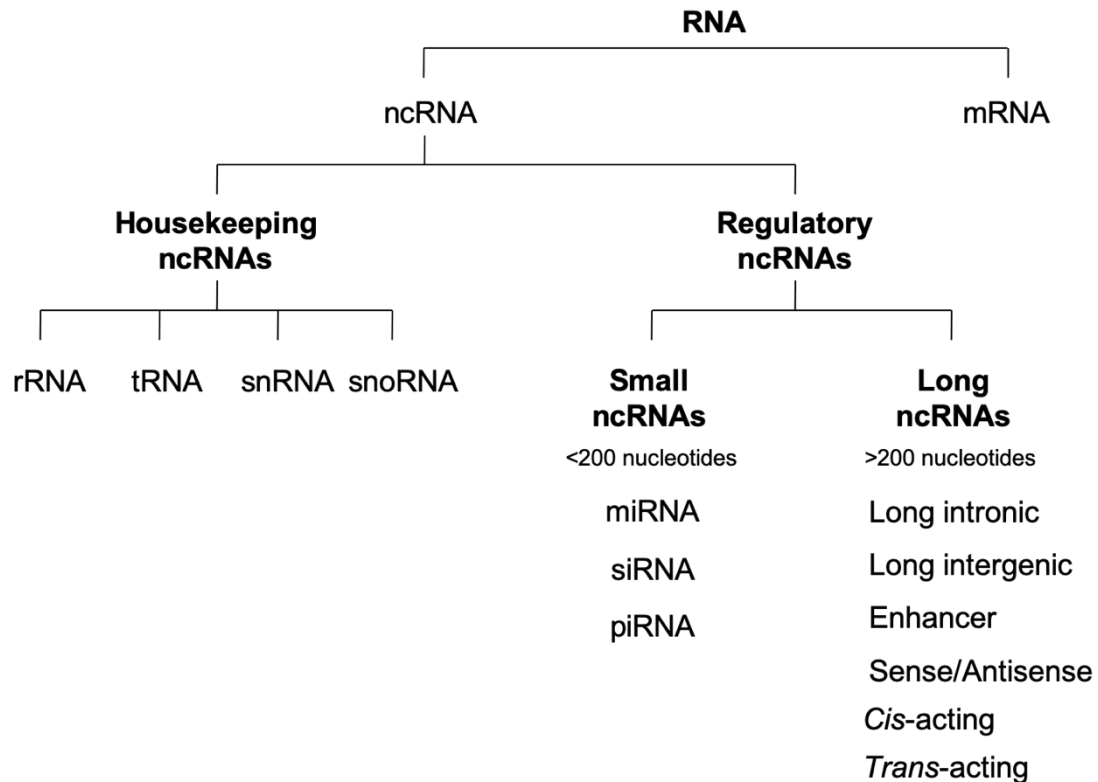 RNA
ncRNA
mRNA
Housekeeping
ncRNAs
Regulatory
ncRNAs
rRNA
tRNA
snRNA
snoRNA
Small
ncRNAs
<200 nucleotides
miRNA
siRNA
piRNA
Long
ncRNAs
>200 nucleotides
Long intronic
Long intergenic
Enhancer
Sense/Antisense
Cis-acting
Trans-acting